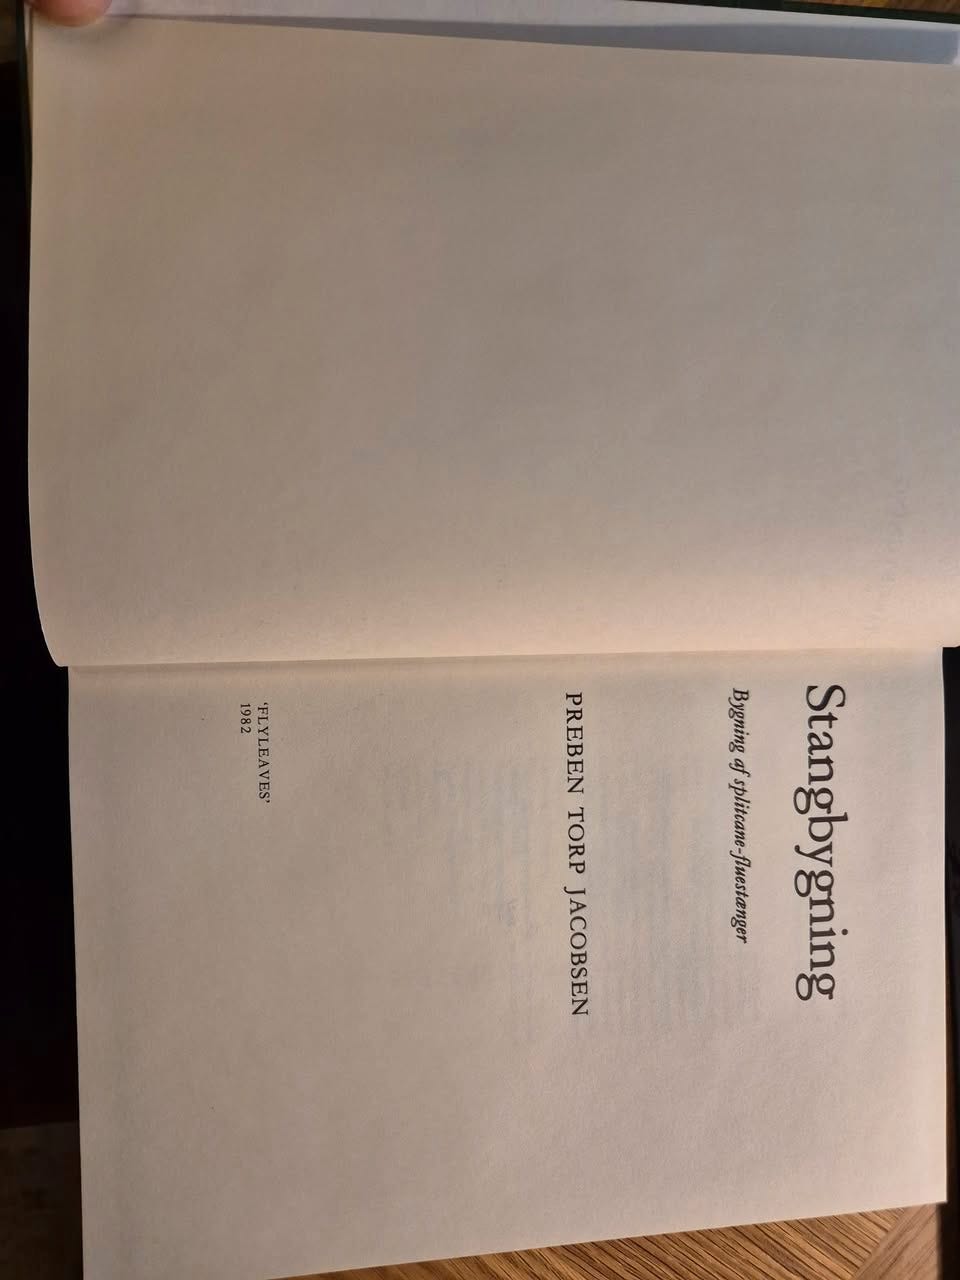 Stangbygning
Bygning af splitcane-fluestænger
PREBEN TORP JACOBSEN
‘FLYLEAVES’
1982